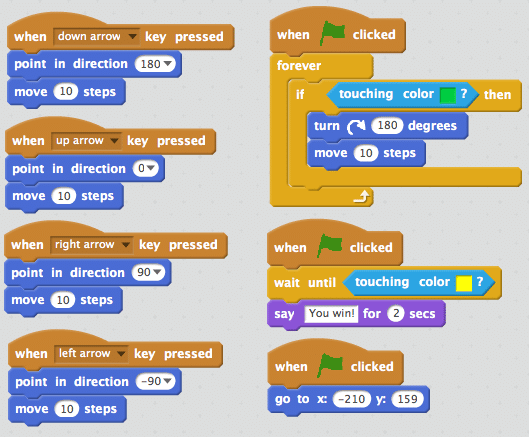 when down arrow key pressed
point in direction 180
move 10 steps
when up arrow key pressed
point in direction 0
move 10 steps
when right arrow key pressed
point in direction 90
move 10 steps
when left arrow key pressed
point in direction -90
move 10 steps
when clicked
forever
if touching color ? then
turn 180 degrees
move 10 steps
when clicked
wait until touching color ?
say You win! for 2 secs
when clicked
go to x: -210 y: 159